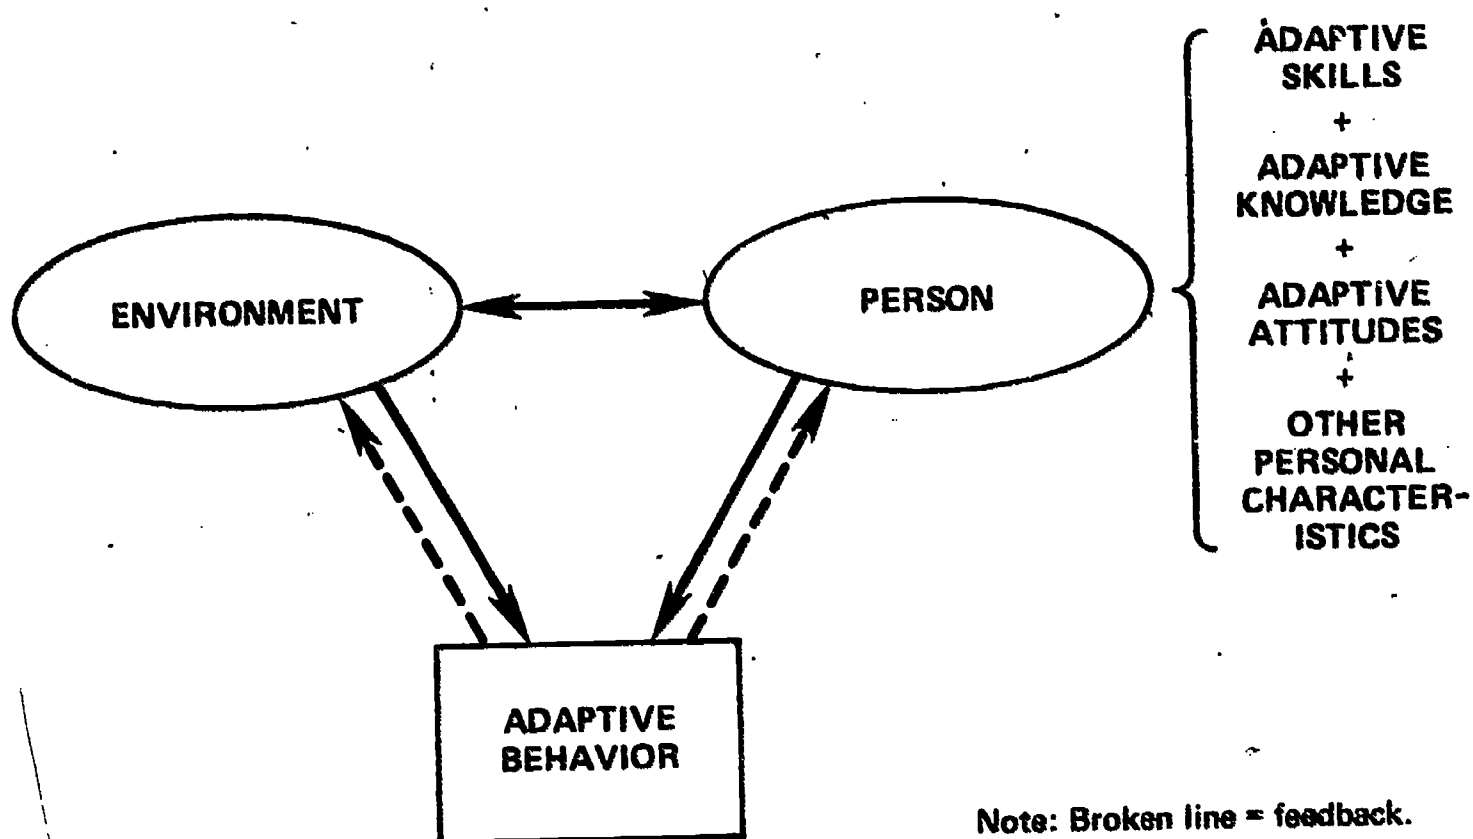 ENVIRONMENT
PERSON
ADAPTIVE
SKILLS
+
ADAPTIVE
KNOWLEDGE
+
ADAPTIVE
ATTITUDES
+
OTHER
PERSONAL
CHARACTER-
ISTICS
ADAPTIVE
BEHAVIOR
Note: Broken line = feedback.